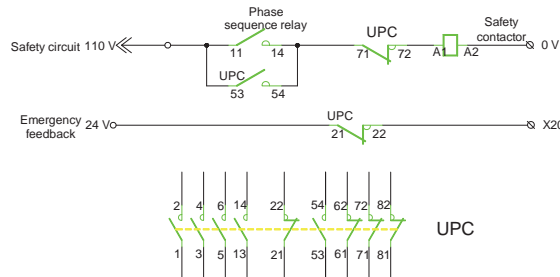 Phase
sequence relay
Safety circuit 110 V
11 14
UPC
53 54
UPC
71 72
A1 A2
Safety
contactor
0 V
Emergency
feedback
24 V
UPC
21 22
X20
2 4 6 14 22 54 62 72 82
1 3 5 13 21 53 61 71 81
UPC